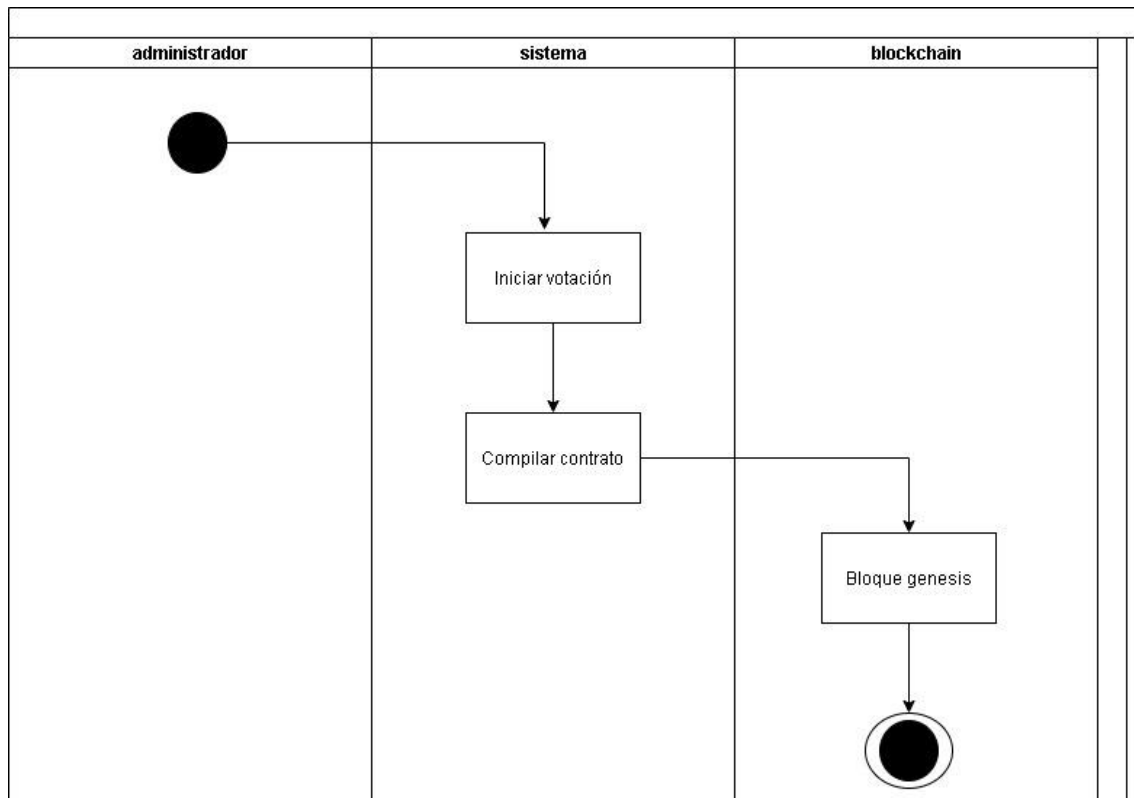 administrador
sistema
blockchain
Iniciar votación
Compilar contrato
Bloque genesis